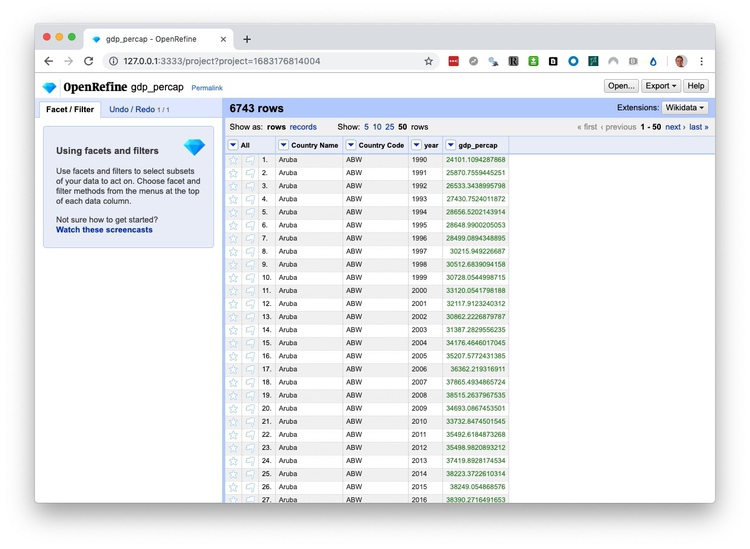 gdp_percap - OpenRefine
127.0.0.1:3333/project?project=1683176814004
OpenRefine gdp_percap Permalink
Open... Export Help
Facet / Filter Undo / Redo 1 / 1
6743 rows
Extensions: Wikidata
Show as: rows records Show: 5 10 25 50 rows
« first ‹ previous 1 - 50 next › last »
Using facets and filters
Use facets and filters to select subsets
of your data to act on. Choose facet and
filter methods from the menus at the top
of each data column.
Not sure how to get started?
Watch these screencasts
All Country Name Country Code year gdp_percap
1. Aruba ABW 1990 24101.1094287868
2. Aruba ABW 1991 25870.7559445251
3. Aruba ABW 1992 26533.3438995798
4. Aruba ABW 1993 27430.7524011872
5. Aruba ABW 1994 28656.5202143914
6. Aruba ABW 1995 28648.9900205053
7. Aruba ABW 1996 28499.0894348895
8. Aruba ABW 1997 30215.949226687
9. Aruba ABW 1998 30512.6839094158
10. Aruba ABW 1999 30728.0544998715
11. Aruba ABW 2000 33120.0541798188
12. Aruba ABW 2001 32117.9123240312
13. Aruba ABW 2002 30862.2226879787
14. Aruba ABW 2003 31387.2829556235
15. Aruba ABW 2004 34176.4646017045
16. Aruba ABW 2005 35207.5772431385
17. Aruba ABW 2006 36362.219316911
18. Aruba ABW 2007 37865.4934865724
19. Aruba ABW 2008 38515.2637967535
20. Aruba ABW 2009 34693.0867453501
21. Aruba ABW 2010 33732.8474501545
22. Aruba ABW 2011 35492.6184873268
23. Aruba ABW 2012 35498.9820893212
24. Aruba ABW 2013 37419.8928174534
25. Aruba ABW 2014 38223.3722610314
26. Aruba ABW 2015 38249.054868576
27. Aruba ABW 2016 38390.2716491653